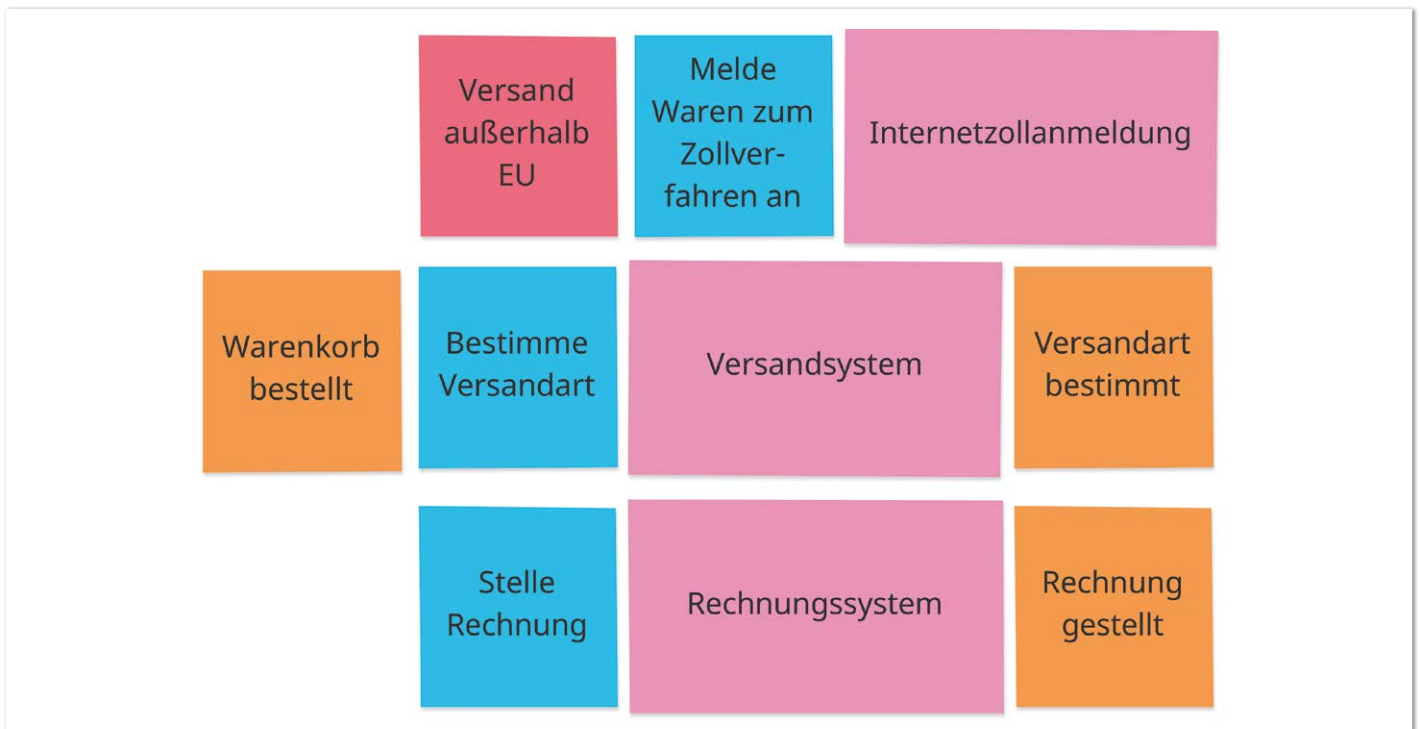 Versand
außerhalb
EU
Melde
Waren zum
Zollver-
fahren an
Internetzollanmeldung
Warenkorb
bestellt
Bestimme
Versandart
Versandsystem
Versandart
bestimmt
Stelle
Rechnung
Rechnungssystem
Rechnung
gestellt